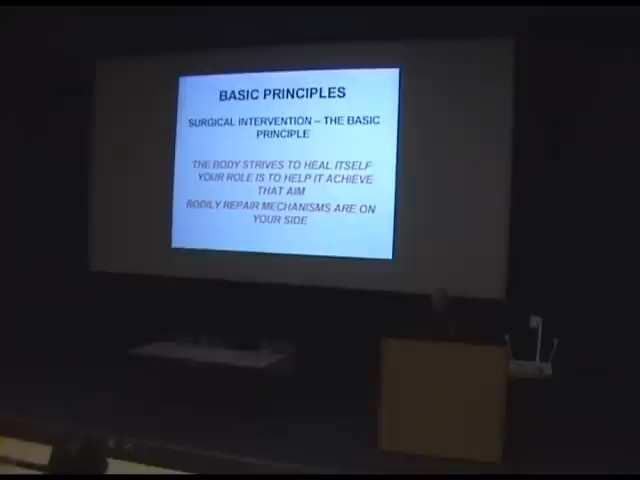 BASIC PRINCIPLES
SURGICAL INTERVENTION – THE BASIC
PRINCIPLE
THE BODY STRIVES TO HEAL ITSELF
YOUR ROLE IS TO HELP IT ACHIEVE
THAT AIM
BODILY REPAIR MECHANISMS ARE ON
YOUR SIDE